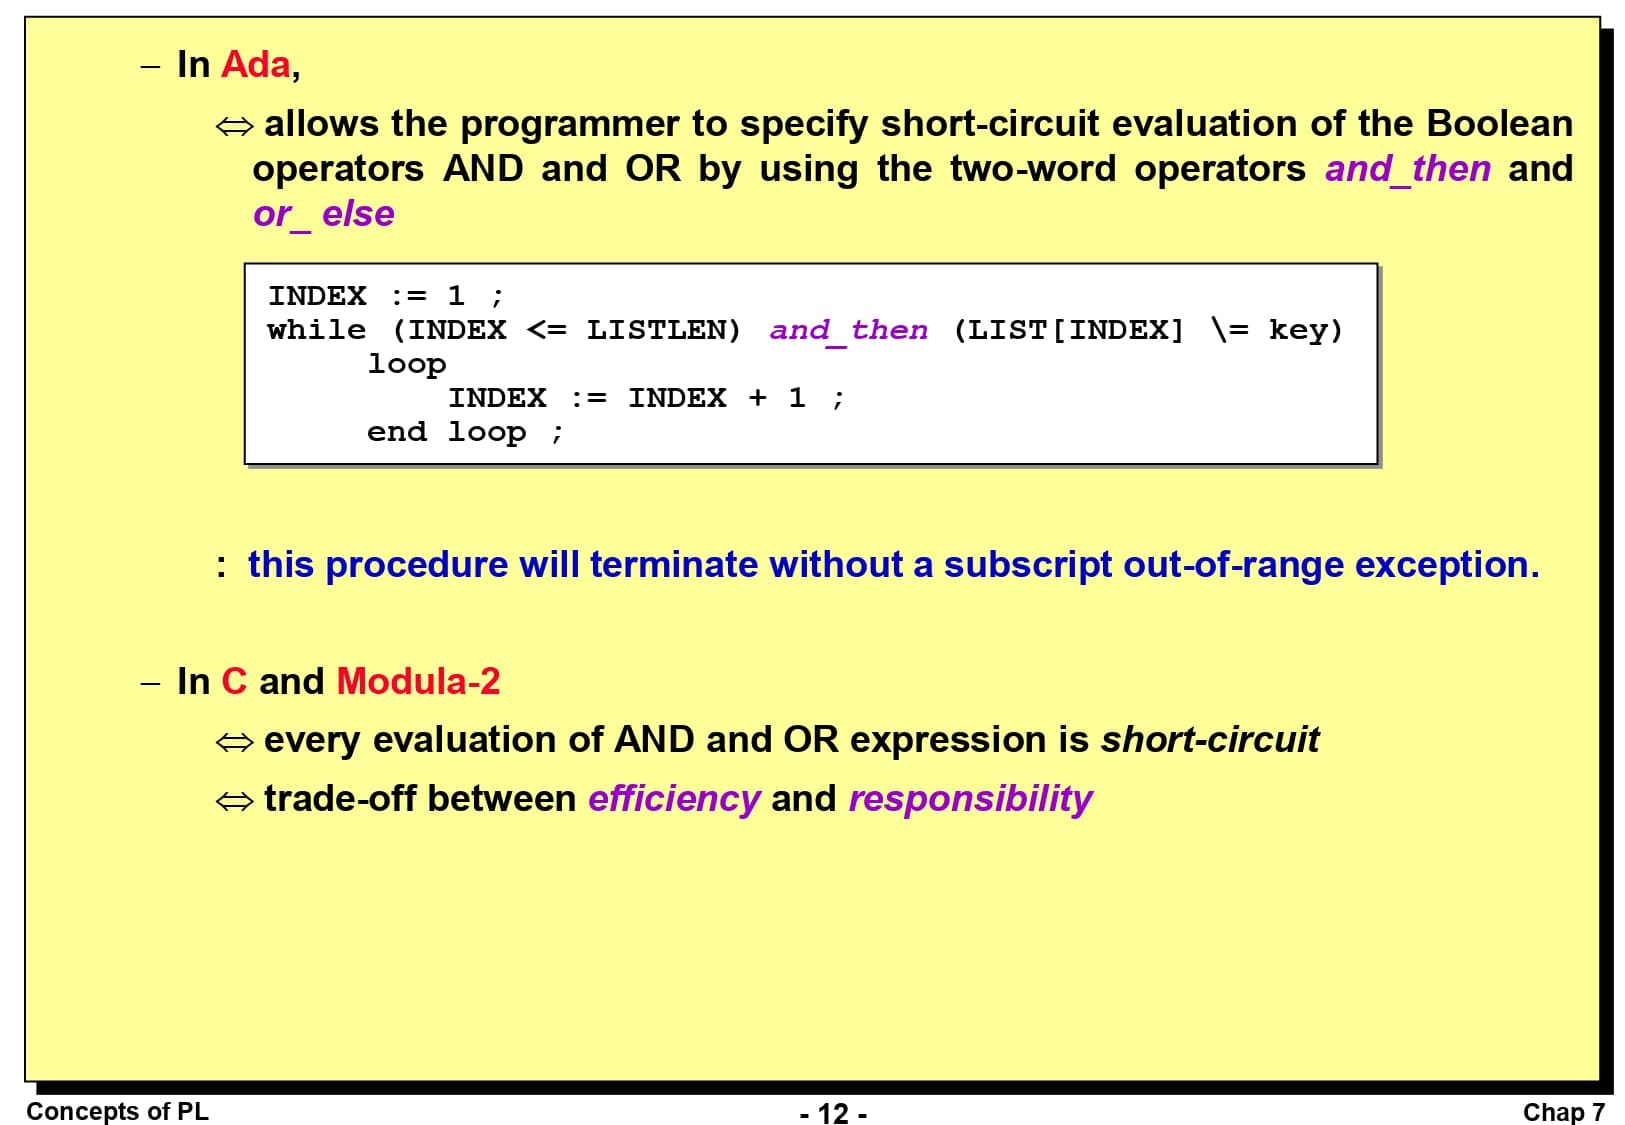 – In Ada,
⇔ allows the programmer to specify short-circuit evaluation of the Boolean
operators AND and OR by using the two-word operators and_then and
or_ else
INDEX := 1 ;
while (INDEX <= LISTLEN) and_then (LIST[INDEX] \= key)
loop
INDEX := INDEX + 1 ;
end loop ;
: this procedure will terminate without a subscript out-of-range exception.
– In C and Modula-2
⇔ every evaluation of AND and OR expression is short-circuit
⇔ trade-off between efficiency and responsibility
Concepts of PL
- 12 -
Chap 7